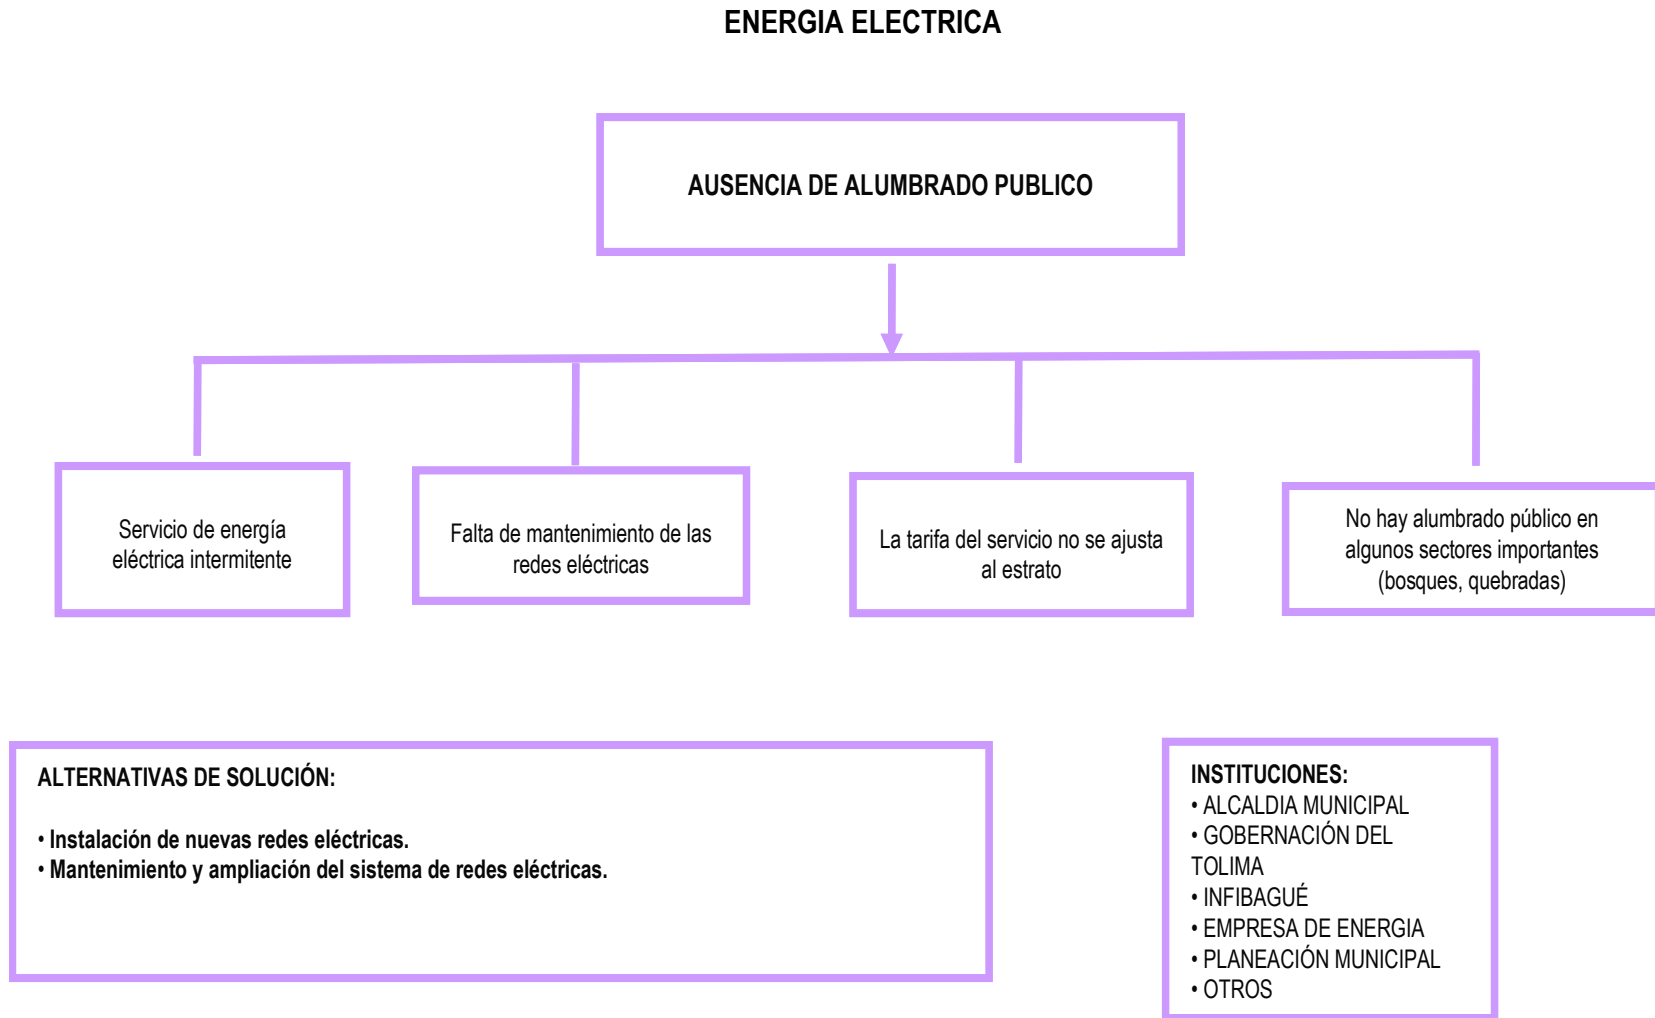 ENERGIA ELECTRICA
AUSENCIA DE ALUMBRADO PUBLICO
Servicio de energía
eléctrica intermitente
Falta de mantenimiento de las
redes eléctricas
La tarifa del servicio no se ajusta
al estrato
No hay alumbrado público en
algunos sectores importantes
(bosques, quebradas)
ALTERNATIVAS DE SOLUCIÓN:
• Instalación de nuevas redes eléctricas.
• Mantenimiento y ampliación del sistema de redes eléctricas.
INSTITUCIONES:
• ALCALDIA MUNICIPAL
• GOBERNACIÓN DEL
TOLIMA
• INFIBAGUÉ
• EMPRESA DE ENERGIA
• PLANEACIÓN MUNICIPAL
• OTROS